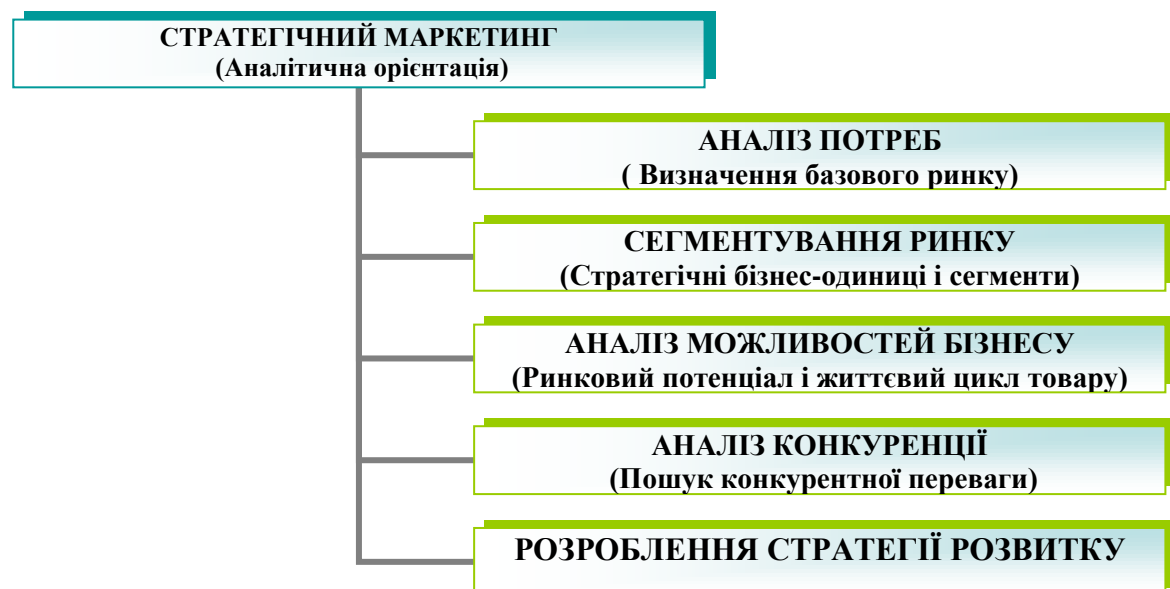 СТРАТЕГІЧНИЙ МАРКЕТИНГ
(Аналітична орієнтація)
АНАЛІЗ ПОТРЕБ
( Визначення базового ринку)
СЕГМЕНТУВАННЯ РИНКУ
(Стратегічні бізнес-одиниці і сегменти)
АНАЛІЗ МОЖЛИВОСТЕЙ БІЗНЕСУ
(Ринковий потенціал і життєвий цикл товару)
АНАЛІЗ КОНКУРЕНЦІЇ
(Пошук конкурентної переваги)
РОЗРОБЛЕННЯ СТРАТЕГІЇ РОЗВИТКУ